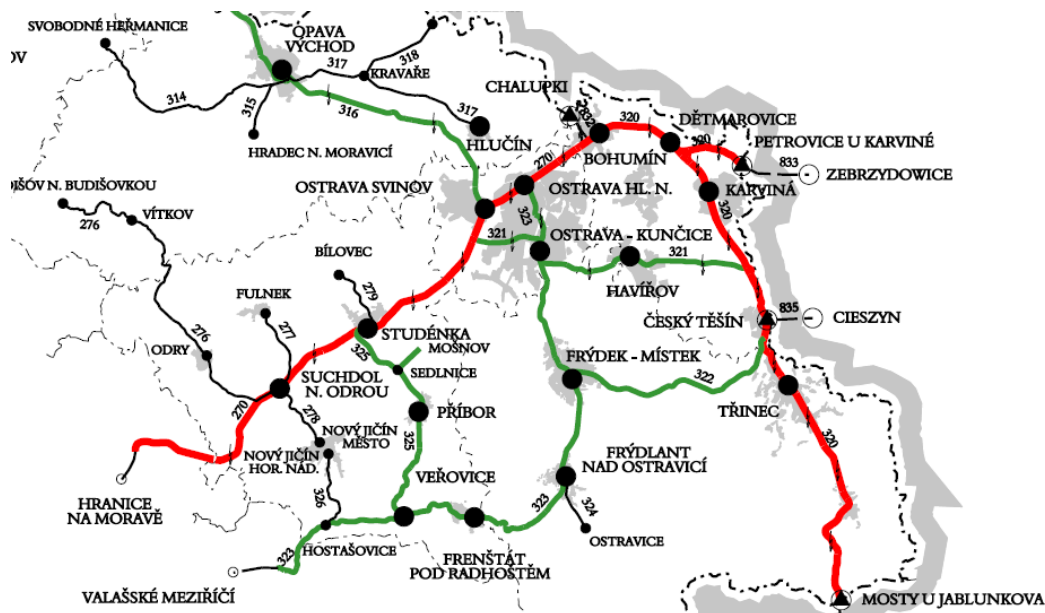 SVOBODNÉ HEŘMANICE
OV
OPAVA
VÝCHOD
318
317
KRAVAŘE
314
315
316
317
CHALUPKI
HLUČÍN
HRADEC N. MORAVICÍ
320
DĚTMAROVICE
320
PETROVICE U KARVINÉ
BOHUMÍN
270
833
ZEBRZYDOWICE
OSTRAVA SVINOV
OSTRAVA HL. N.
KARVINÁ
320
IŠOV N. BUDIŠOVKOU
VÍTKOV
276
323
321
OSTRAVA - KUNČICE
321
BÍLOVEC
HAVÍŘOV
279
FULNEK
277
835
ČESKÝ TĚŠÍN
CIESZYN
276
STUDÉNKA
MOŠNOV
325
ODRY
SEDLNICE
FRÝDEK - MÍSTEK
322
SUCHDOL
N. ODROU
TŘINEC
270
278
PŘÍBOR
NOVÝ JIČÍN
MĚSTO
325
320
NOVÝ JIČÍN
HOR. NÁD.
FRÝDLANT
NAD OSTRAVICÍ
VEŘOVICE
326
HRANICE
NA MORAVĚ
323
324
HOSTAŠOVICE
OSTRAVICE
323
FRENŠTÁT
POD RADHOŠTĚM
VALAŠSKÉ MEZIŘÍČÍ
MOSTY U JABLUNKOVA